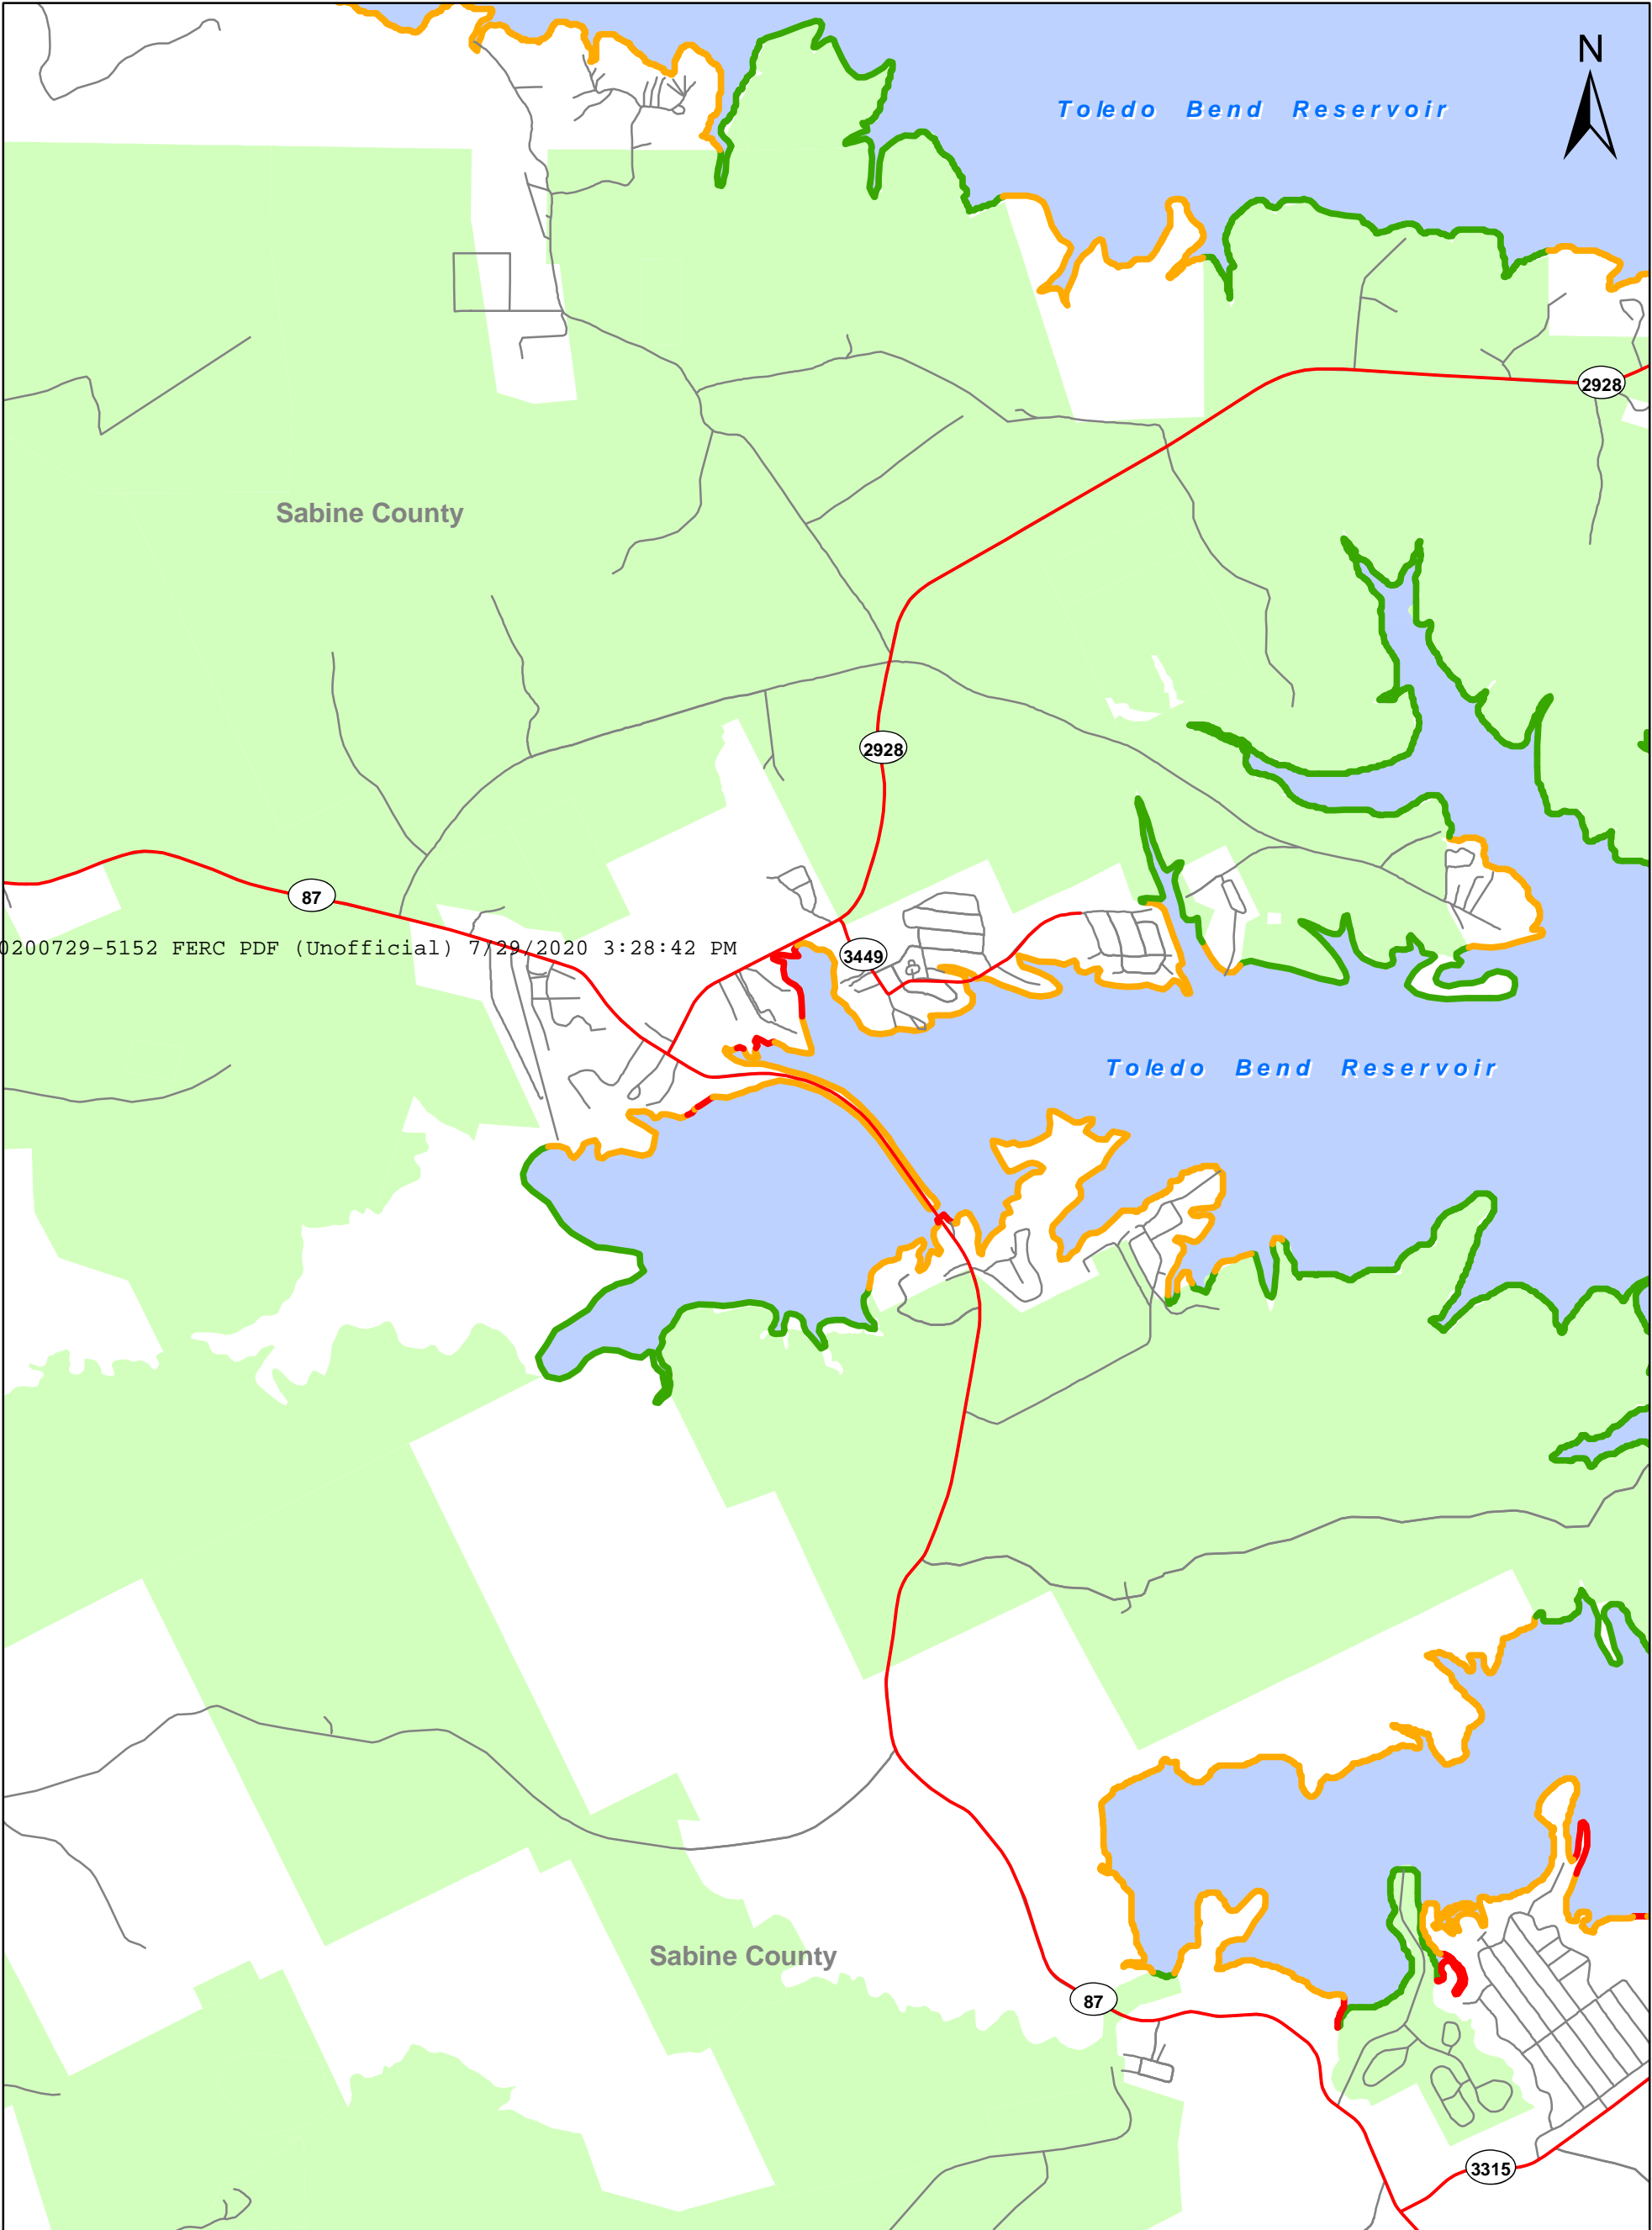 N
Toledo Bend Reservoir
2928
Sabine County
2928
87
0200729-5152 FERC PDF (Unofficial) 7/29/2020 3:28:42 PM
3449
Toledo Bend Reservoir
Sabine County
87
3315